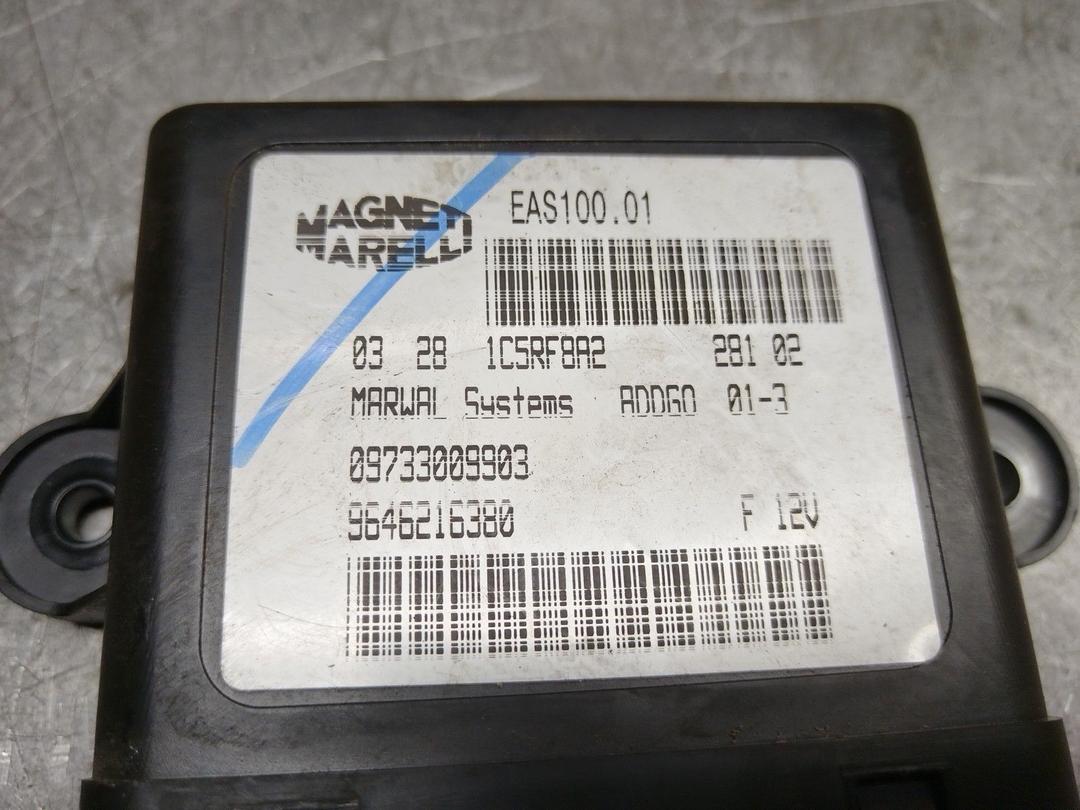 MAGNETI
MARELLI
EAS100.01
03 28 1C5RF8A2 281 02
MARWAL Systems ADDGO 01-3
09733009903
9646216380 F 12V